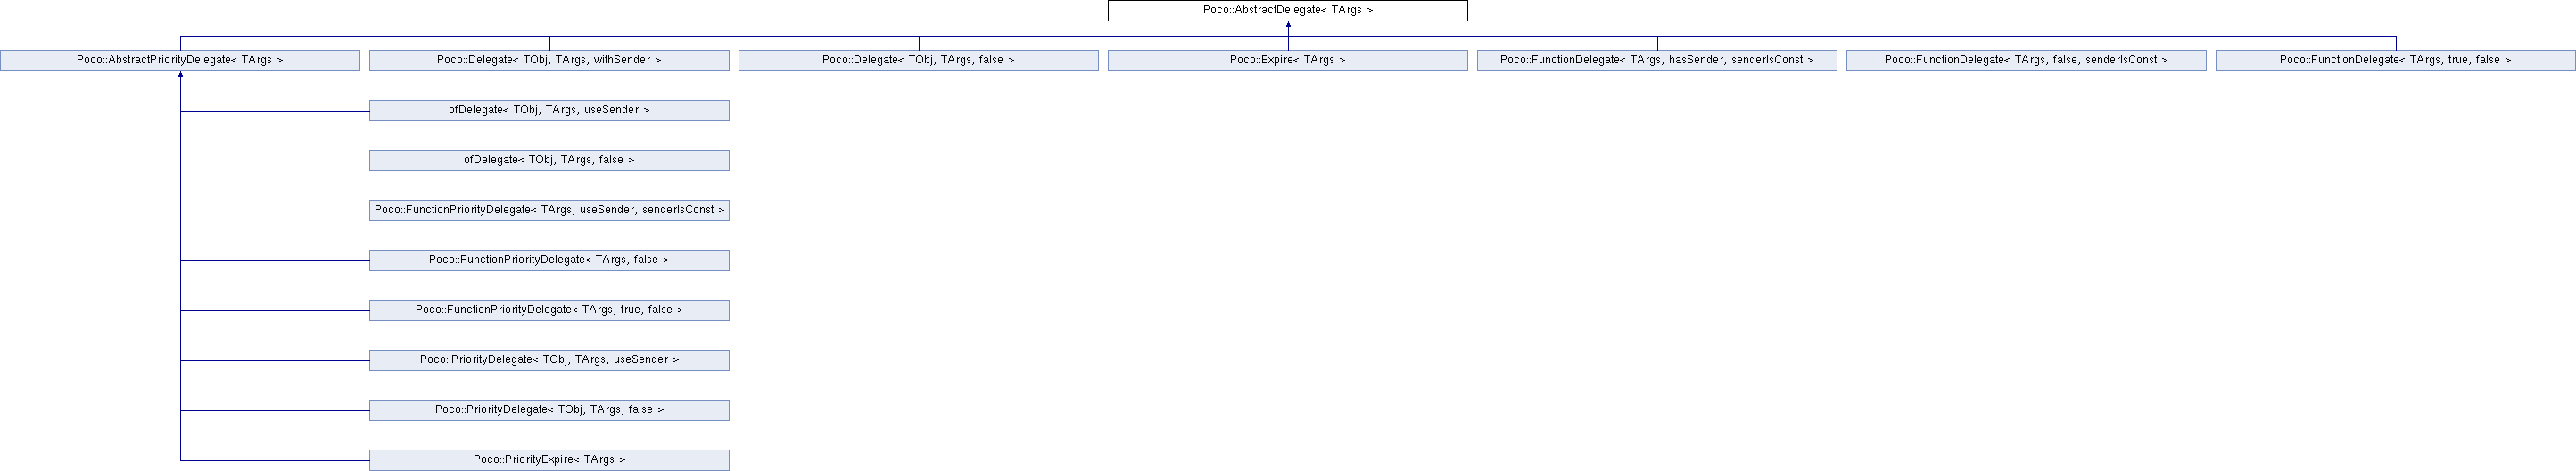 Poco::AbstractDelegate< TArgs >
Poco::AbstractPriorityDelegate< TArgs >
Poco::Delegate< TObj, TArgs, withSender >
Poco::Delegate< TObj, TArgs, false >
Poco::Expire< TArgs >
Poco::FunctionDelegate< TArgs, hasSender, senderIsConst >
Poco::FunctionDelegate< TArgs, false, senderIsConst >
Poco::FunctionDelegate< TArgs, true, false >
ofDelegate< TObj, TArgs, useSender >
ofDelegate< TObj, TArgs, false >
Poco::FunctionPriorityDelegate< TArgs, useSender, senderIsConst >
Poco::FunctionPriorityDelegate< TArgs, false >
Poco::FunctionPriorityDelegate< TArgs, true, false >
Poco::PriorityDelegate< TObj, TArgs, useSender >
Poco::PriorityDelegate< TObj, TArgs, false >
Poco::PriorityExpire< TArgs >